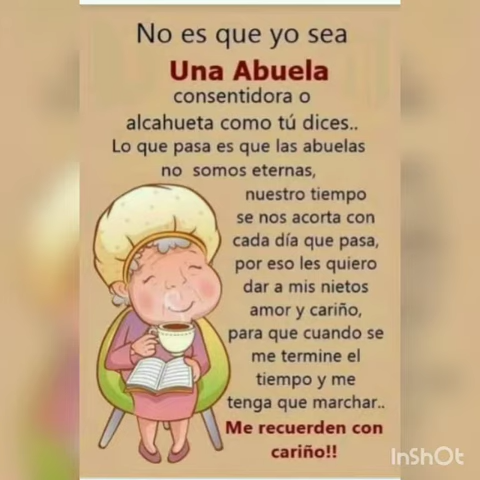 No es que yo sea
Una Abuela
consentidora o
alcahueta como tú dices..
Lo que pasa es que las abuelas
no somos eternas,
nuestro tiempo
se nos acorta con
cada día que pasa,
por eso les quiero
dar a mis nietos
amor y cariño,
para que cuando se
me termine el
tiempo y me
tenga que marchar..
Me recuerden con
cariño!!
InShOt